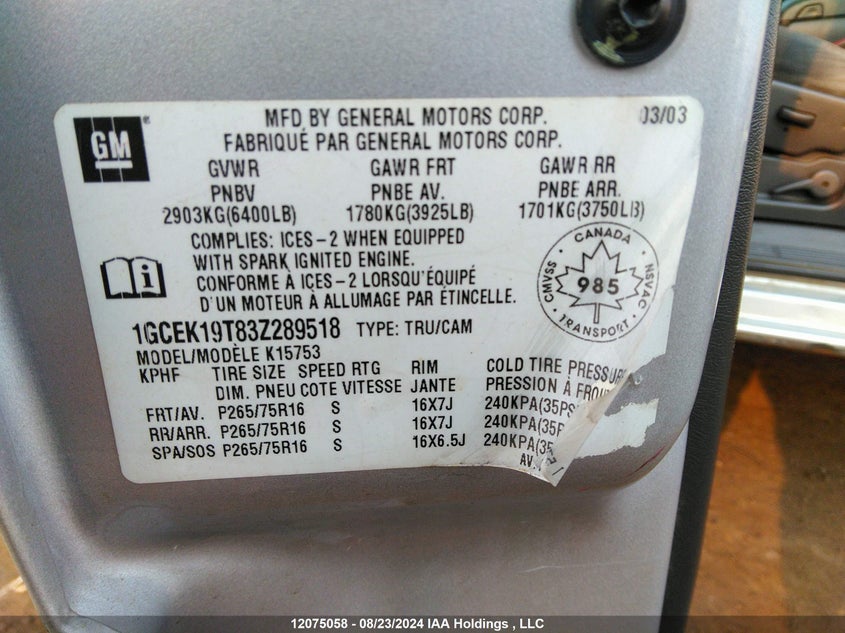 MFD BY GENERAL MOTORS CORP. 03/03
FABRIQUÉ PAR GENERAL MOTORS CORP.
GM
GVWR GAWR FRT GAWR RR
PNBV PNBE AV. PNBE ARR.
2903KG(6400LB) 1780KG(3925LB) 1701KG(3750LB)
COMPLIES: ICES-2 WHEN EQUIPPED
WITH SPARK IGNITED ENGINE.
CONFORME À ICES-2 LORSQU'ÉQUIPÉ
D'UN MOTEUR À ALLUMAGE PAR ÉTINCELLE.
CANADA
CMVSS 985 NSVAC
TRANSPORT
1GCEK19T83Z289518 TYPE: TRU/CAM
MODEL/MODÈLE K15753
KPHF TIRE SIZE SPEED RTG RIM COLD TIRE PRESSURE
DIM. PNEU COTE VITESSE JANTE PRESSION À FROI
FRT/AV. P265/75R16 S 16X7J 240KPA(35PS
RR/ARR. P265/75R16 S 16X7J 240KPA(35P
SPA/SOS P265/75R16 S 16X6.5J 240KPA(35
AV.
12075058 - 08/23/2024 IAA Holdings , LLC